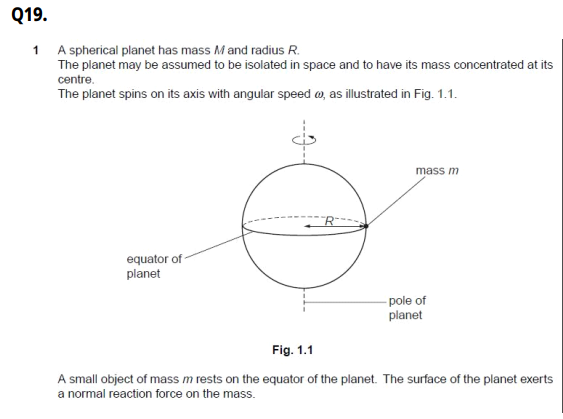 Q19.
1 A spherical planet has mass M and radius R.
The planet may be assumed to be isolated in space and to have its mass concentrated at its
centre.
The planet spins on its axis with angular speed ω, as illustrated in Fig. 1.1.
mass m
R
equator of
planet
pole of
planet
Fig. 1.1
A small object of mass m rests on the equator of the planet. The surface of the planet exerts
a normal reaction force on the mass.